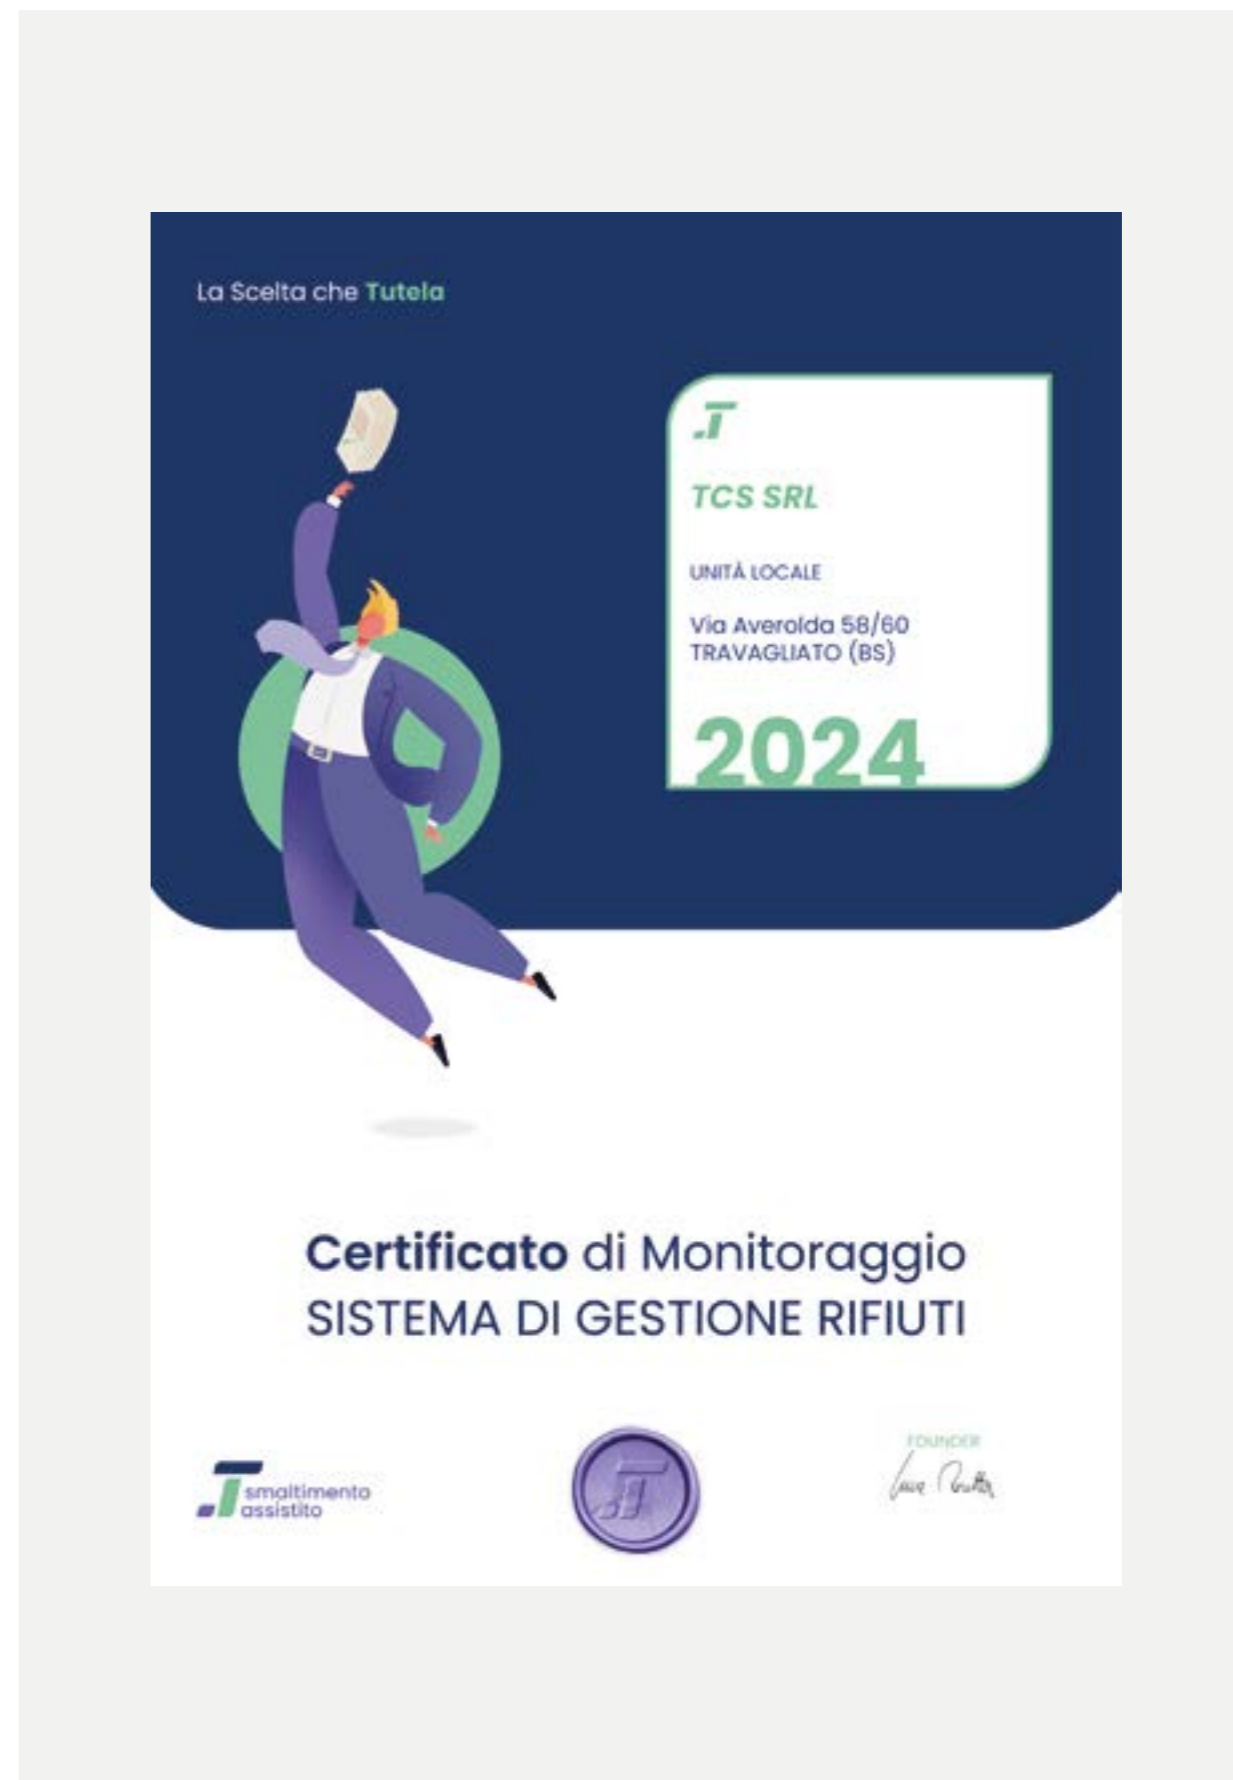 La Scelta che Tutela
TCS SRL
UNITÀ LOCALE
Via Averolda 58/60
TRAVAGLIATO (BS)
2024
Certificato di Monitoraggio
SISTEMA DI GESTIONE RIFIUTI
smaltimento
assistito
FOUNDER